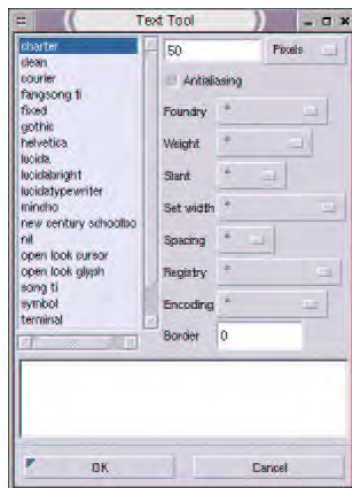 Text Tool
charter
clean
courier
fangsong ti
fixed
gothic
helvetica
lucida
lucidabright
lucidatypewriter
mincho
new century schoolbo
nil
open look cursor
open look glyph
song ti
symbol
terminal
50 Pixels
Antialiasing
Foundry *
Weight *
Slant *
Set width *
Spacing *
Registry *
Encoding *
Border 0
OK Cancel